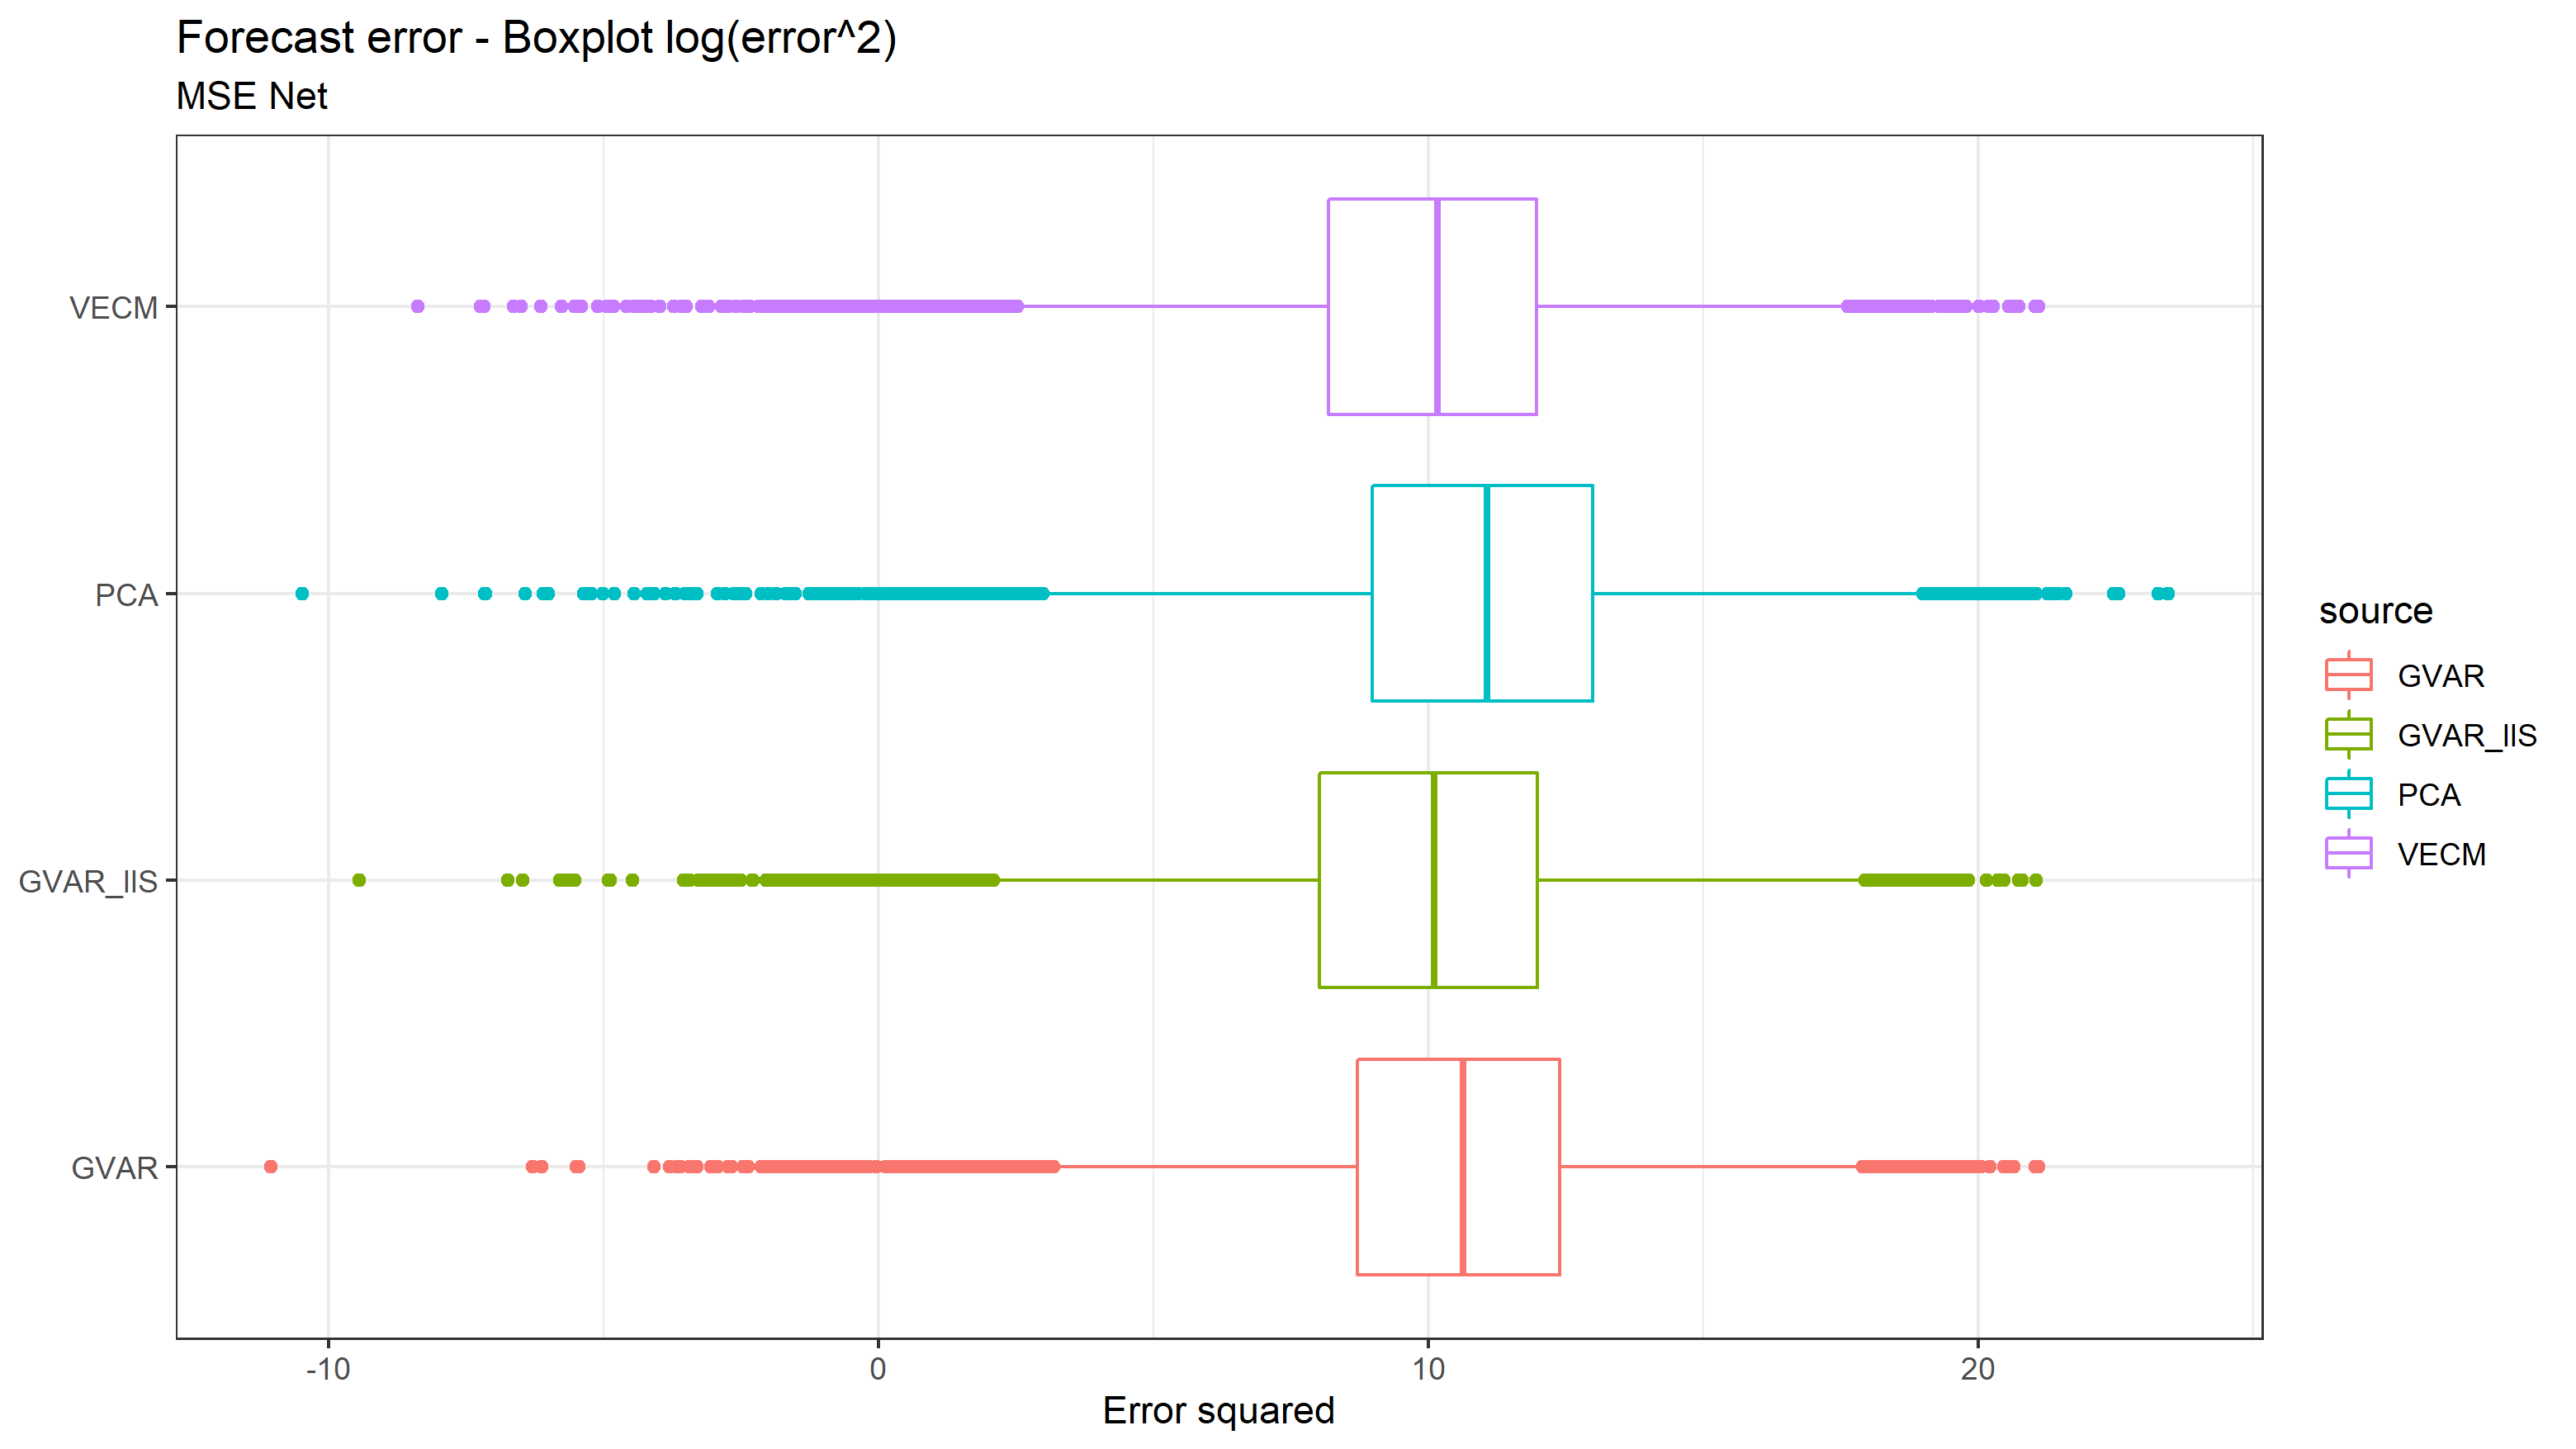 Forecast error - Boxplot log(error^2)
MSE Net
VECM
PCA
GVAR_IIS
GVAR
-10 0 10 20
Error squared
source
GVAR
GVAR_IIS
PCA
VECM